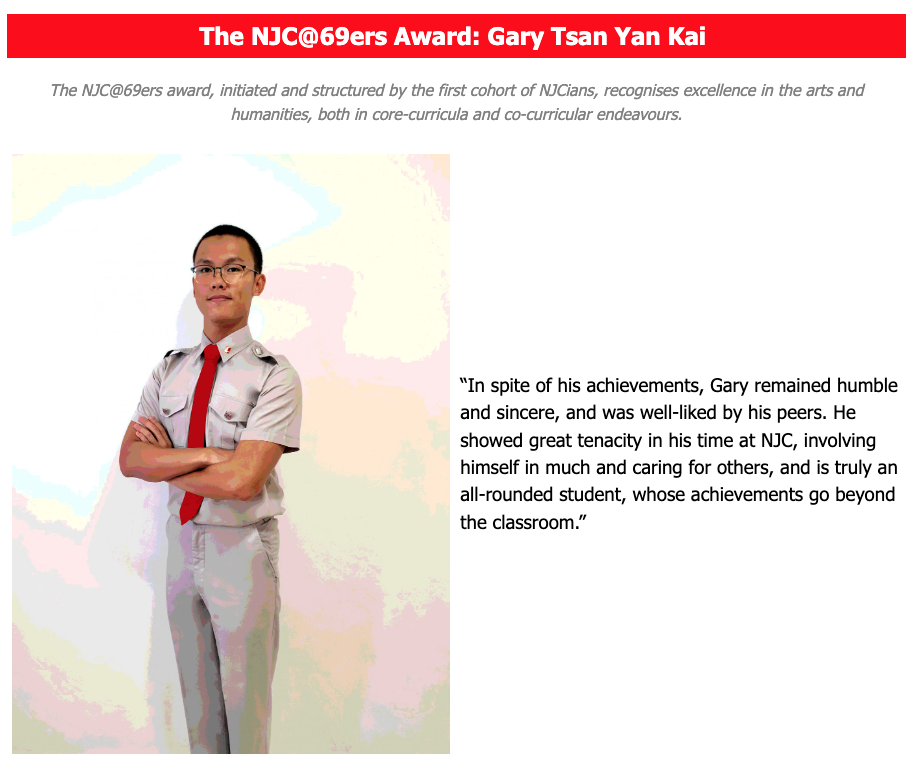 The NJC@69ers Award: Gary Tsan Yan Kai
The NJC@69ers award, initiated and structured by the first cohort of NJCians, recognises excellence in the arts and
humanities, both in core-curricula and co-curricular endeavours.
“In spite of his achievements, Gary remained humble
and sincere, and was well-liked by his peers. He
showed great tenacity in his time at NJC, involving
himself in much and caring for others, and is truly an
all-rounded student, whose achievements go beyond
the classroom.”